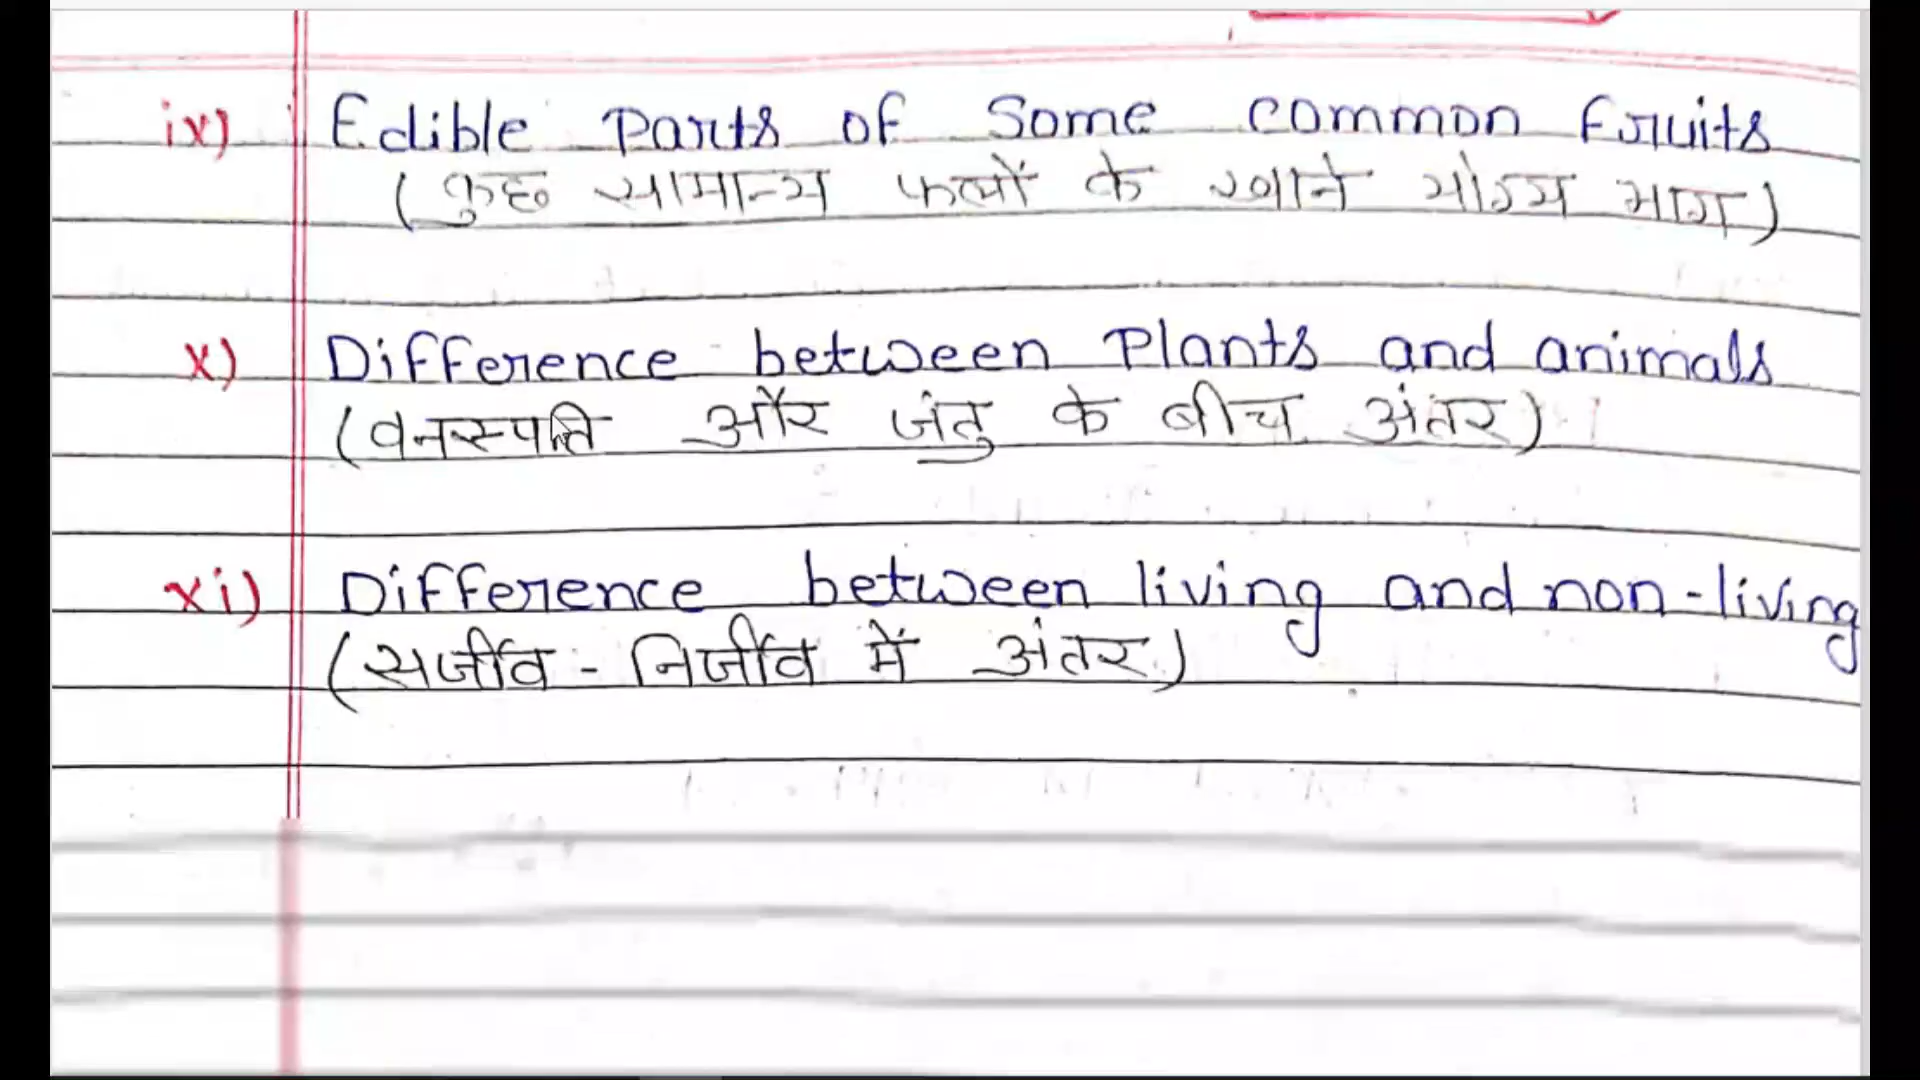 ix) Edible Parts of Some common fruits
(कुछ सामान्य फलों के खाने योग्य भाग)
x) Difference between Plants and animals
(वनस्पति और जंतु के बीच अंतर)
xi) Difference between living and non-living
(सजीव - निर्जीव में अंतर)